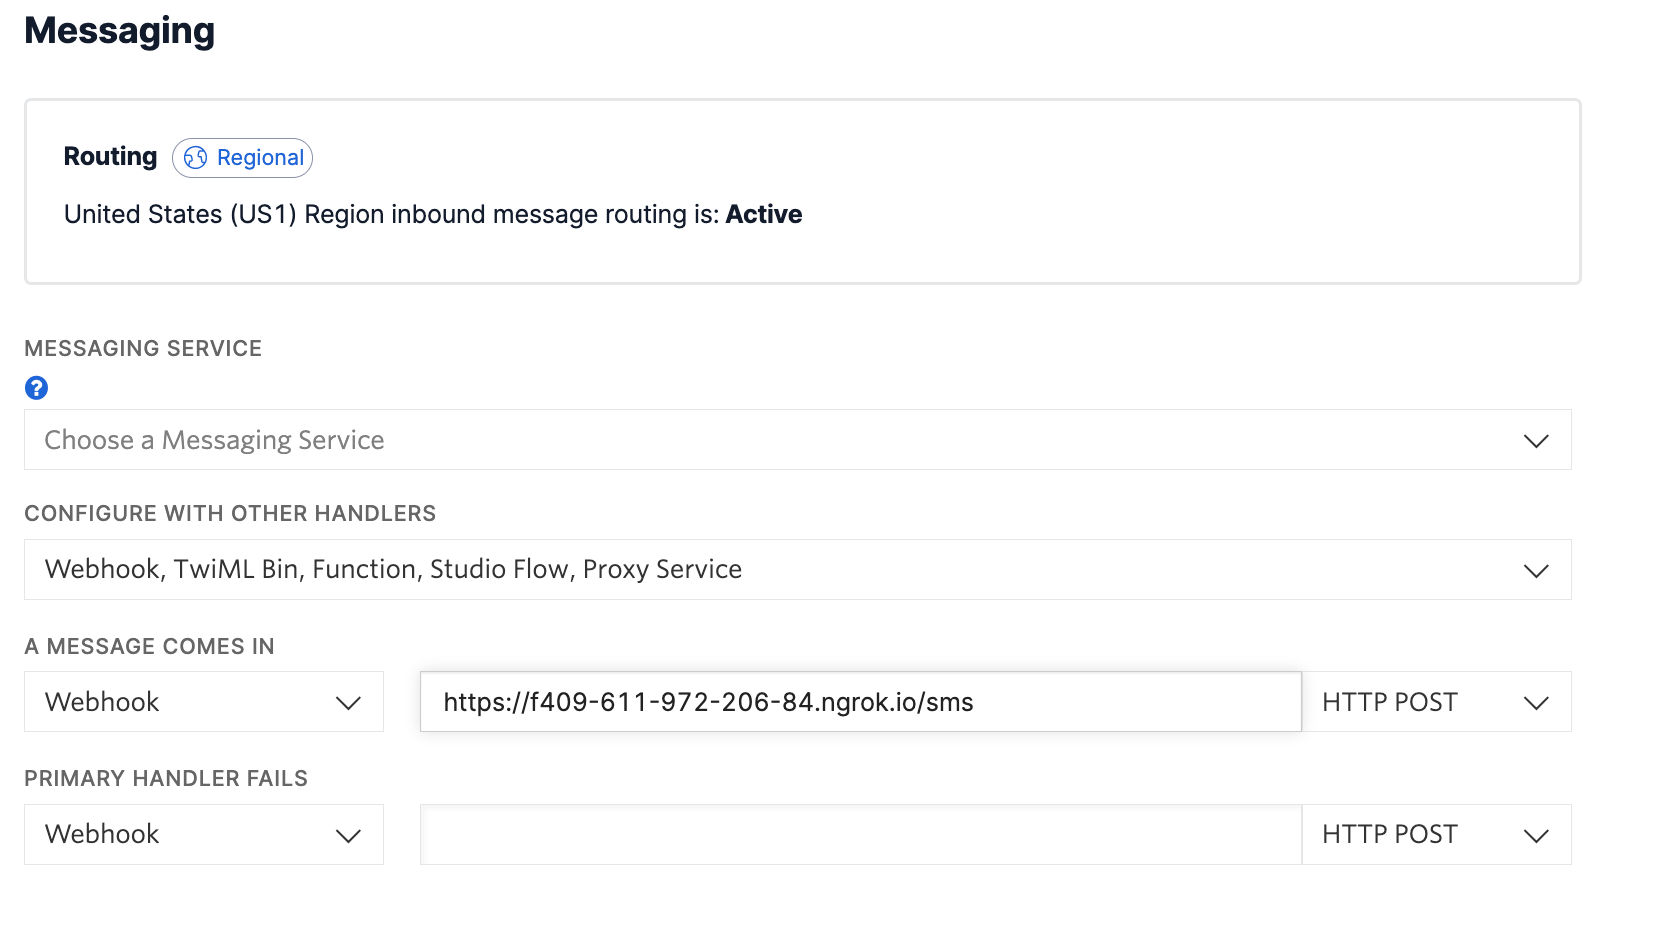 Messaging
Routing Regional
United States (US1) Region inbound message routing is: Active
MESSAGING SERVICE
?
Choose a Messaging Service
CONFIGURE WITH OTHER HANDLERS
Webhook, TwiML Bin, Function, Studio Flow, Proxy Service
A MESSAGE COMES IN
Webhook https://f409-611-972-206-84.ngrok.io/sms HTTP POST
PRIMARY HANDLER FAILS
Webhook HTTP POST